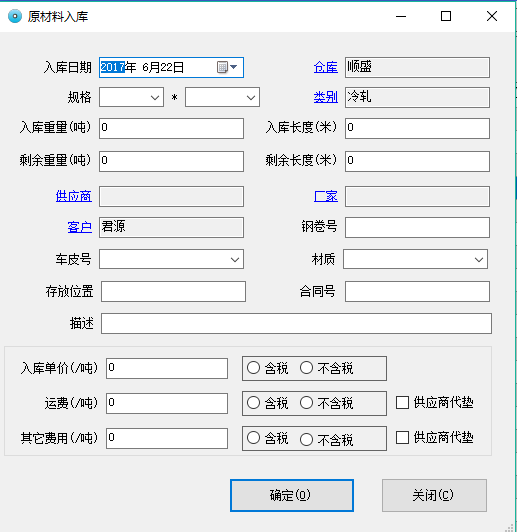 原材料入库
入库日期 2017年 6月22日 仓库 顺盛
规格 * 类别 冷轧
入库重量(吨) 0 入库长度(米) 0
剩余重量(吨) 0 剩余长度(米) 0
供应商 厂家
客户 君源 钢卷号
车皮号 材质
存放位置 合同号
描述
入库单价(/吨) 0 含税 不含税
运费(/吨) 0 含税 不含税 供应商代垫
其它费用(/吨) 0 含税 不含税 供应商代垫
确定(O) 关闭(C)